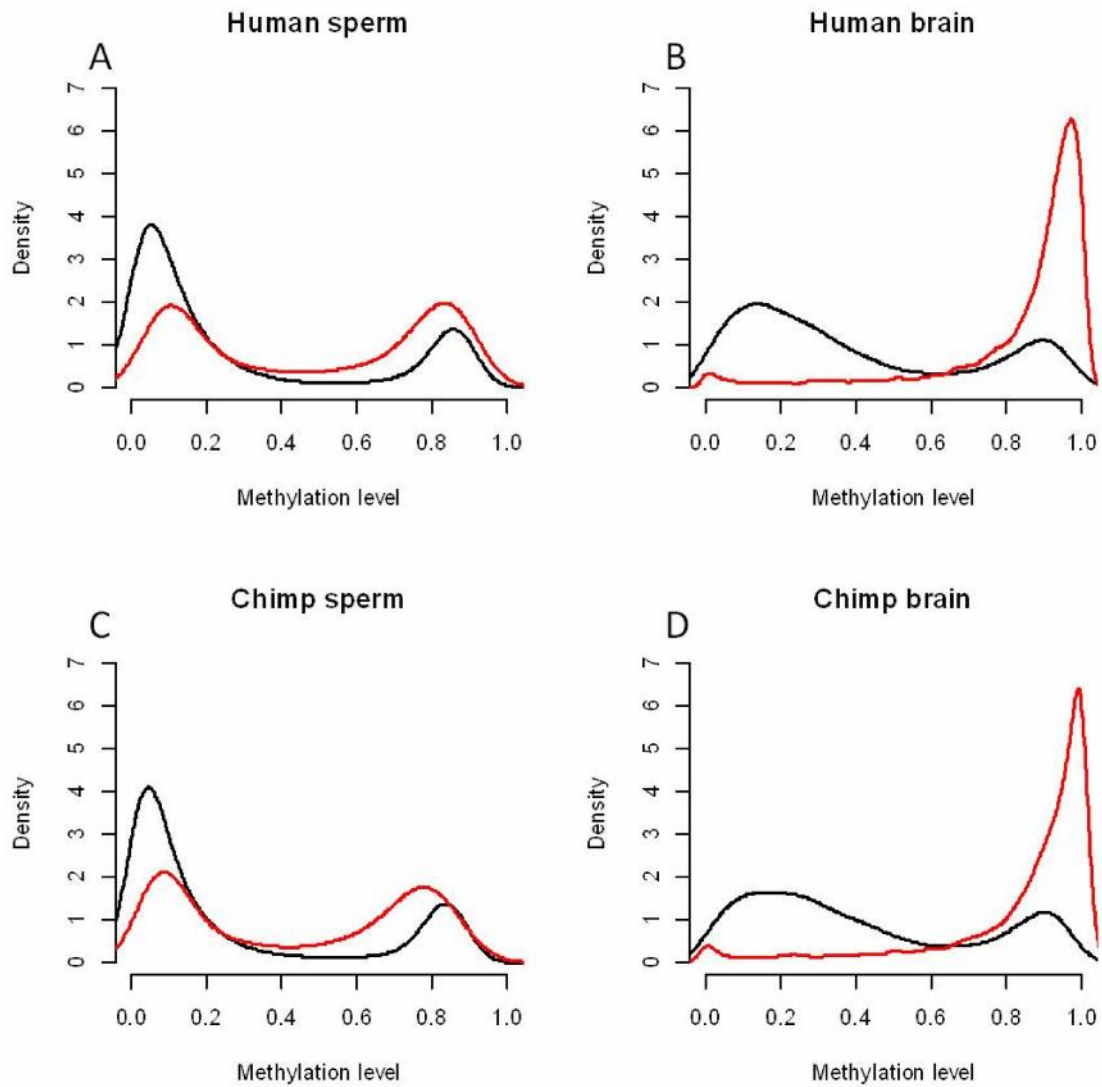 Human sperm
A
7
6
5
4
3
2
1
0
Density
0.0 0.2 0.4 0.6 0.8 1.0
Methylation level
Human brain
B
7
6
5
4
3
2
1
0
Density
0.0 0.2 0.4 0.6 0.8 1.0
Methylation level
Chimp sperm
C
7
6
5
4
3
2
1
0
Density
0.0 0.2 0.4 0.6 0.8 1.0
Methylation level
Chimp brain
D
7
6
5
4
3
2
1
0
Density
0.0 0.2 0.4 0.6 0.8 1.0
Methylation level